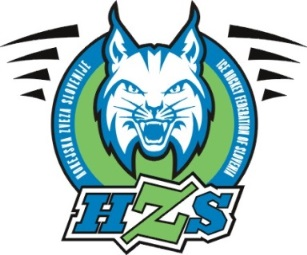 HOKEJSKA ZVEZA SLOVENIJE
ICE HOCKEY FEDERATION OF SLOVENIA
HZS